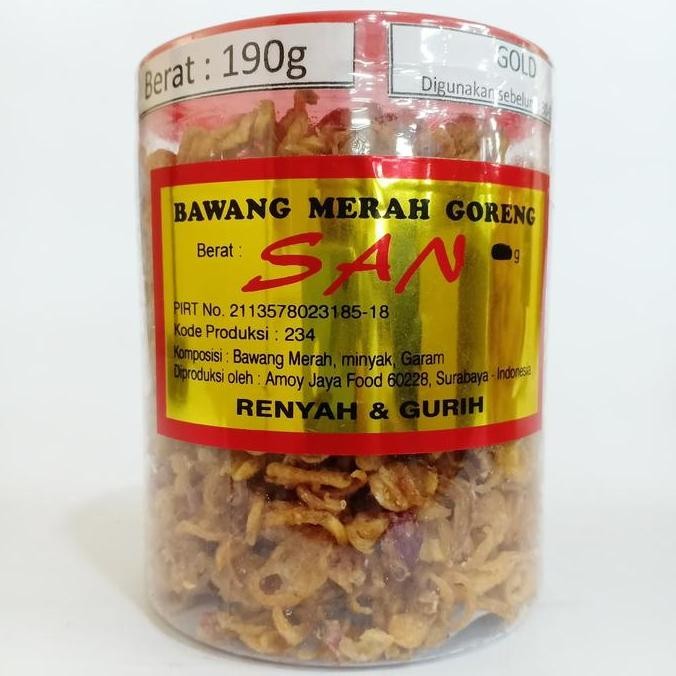 Berat : 190g
GOLD
Digunakan sebelum
BAWANG MERAH GORENG
Berat :
SAN
g
PIRT No. 2113578023185-18
Kode Produksi : 234
Komposisi : Bawang Merah, minyak, Garam
Diproduksi oleh : Amoy Jaya Food 60228, Surabaya - Indonesia
RENYAH & GURIH